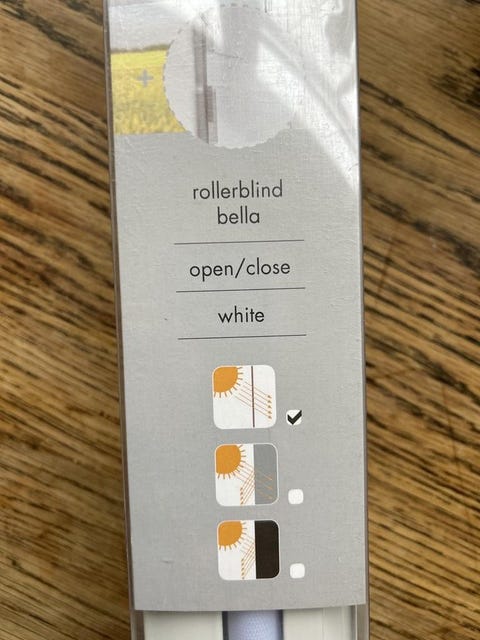 rollerblind
bella
open/close
white